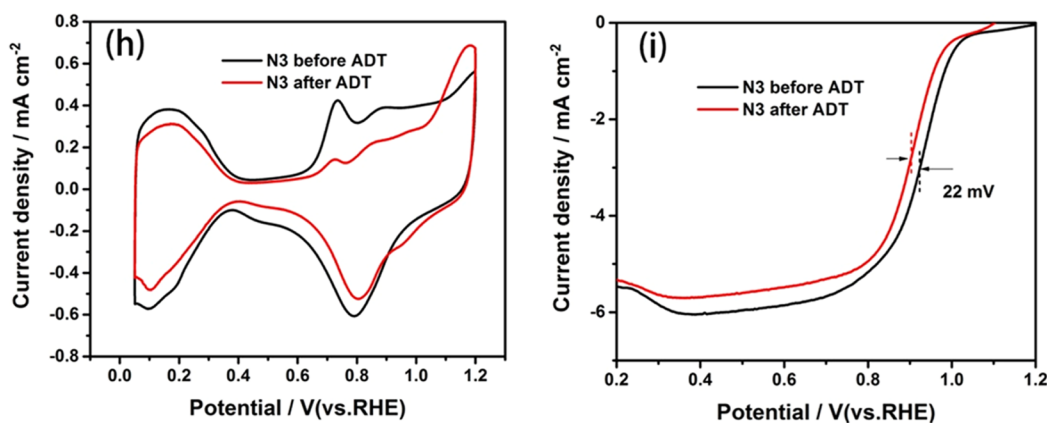 (h)
N3 before ADT
N3 after ADT
Current density / mA cm-2
0.8
0.6
0.4
0.2
0.0
-0.2
-0.4
-0.6
-0.8
0.0 0.2 0.4 0.6 0.8 1.0 1.2
Potential / V(vs.RHE)
(i)
N3 before ADT
N3 after ADT
22 mV
Current density / mA cm-2
0
-2
-4
-6
0.2 0.4 0.6 0.8 1.0 1.2
Potential / V(vs.RHE)